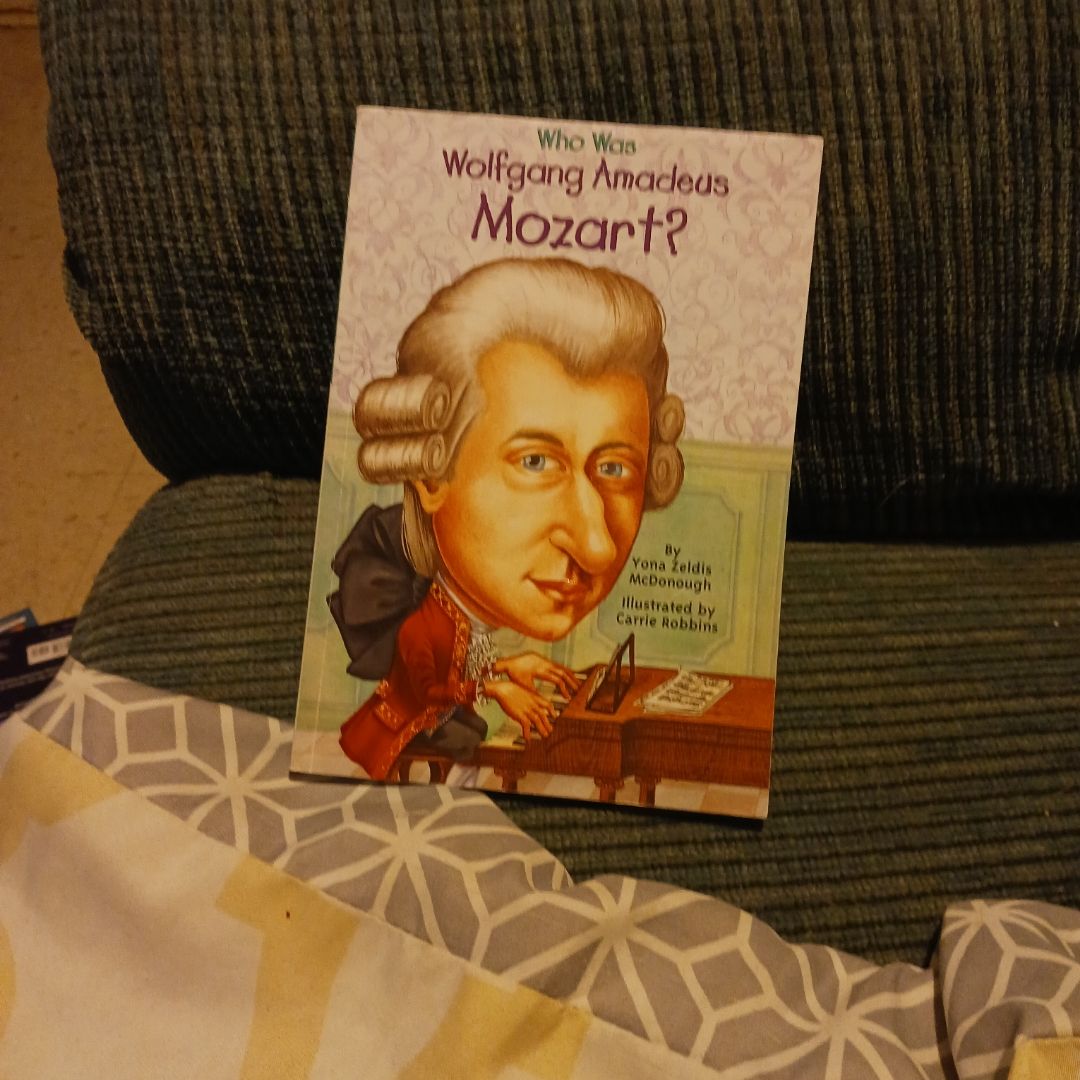 Who Was
Wolfgang Amadeus
Mozart?
By
Yona Zeldis
McDonough
Illustrated by
Carrie Robbins